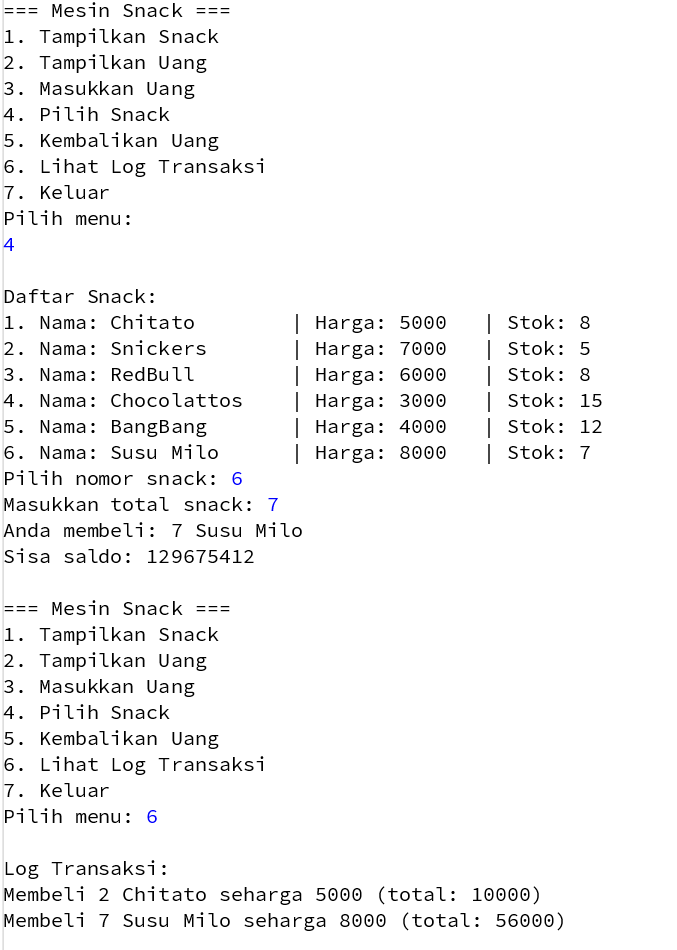 === Mesin Snack ===
1. Tampilkan Snack
2. Tampilkan Uang
3. Masukkan Uang
4. Pilih Snack
5. Kembalikan Uang
6. Lihat Log Transaksi
7. Keluar
Pilih menu:
4
Daftar Snack:
1. Nama: Chitato | Harga: 5000 | Stok: 8
2. Nama: Snickers | Harga: 7000 | Stok: 5
3. Nama: RedBull | Harga: 6000 | Stok: 8
4. Nama: Chocolattos | Harga: 3000 | Stok: 15
5. Nama: BangBang | Harga: 4000 | Stok: 12
6. Nama: Susu Milo | Harga: 8000 | Stok: 7
Pilih nomor snack: 6
Masukkan total snack: 7
Anda membeli: 7 Susu Milo
Sisa saldo: 129675412
=== Mesin Snack ===
1. Tampilkan Snack
2. Tampilkan Uang
3. Masukkan Uang
4. Pilih Snack
5. Kembalikan Uang
6. Lihat Log Transaksi
7. Keluar
Pilih menu: 6
Log Transaksi:
Membeli 2 Chitato seharga 5000 (total: 10000)
Membeli 7 Susu Milo seharga 8000 (total: 56000)